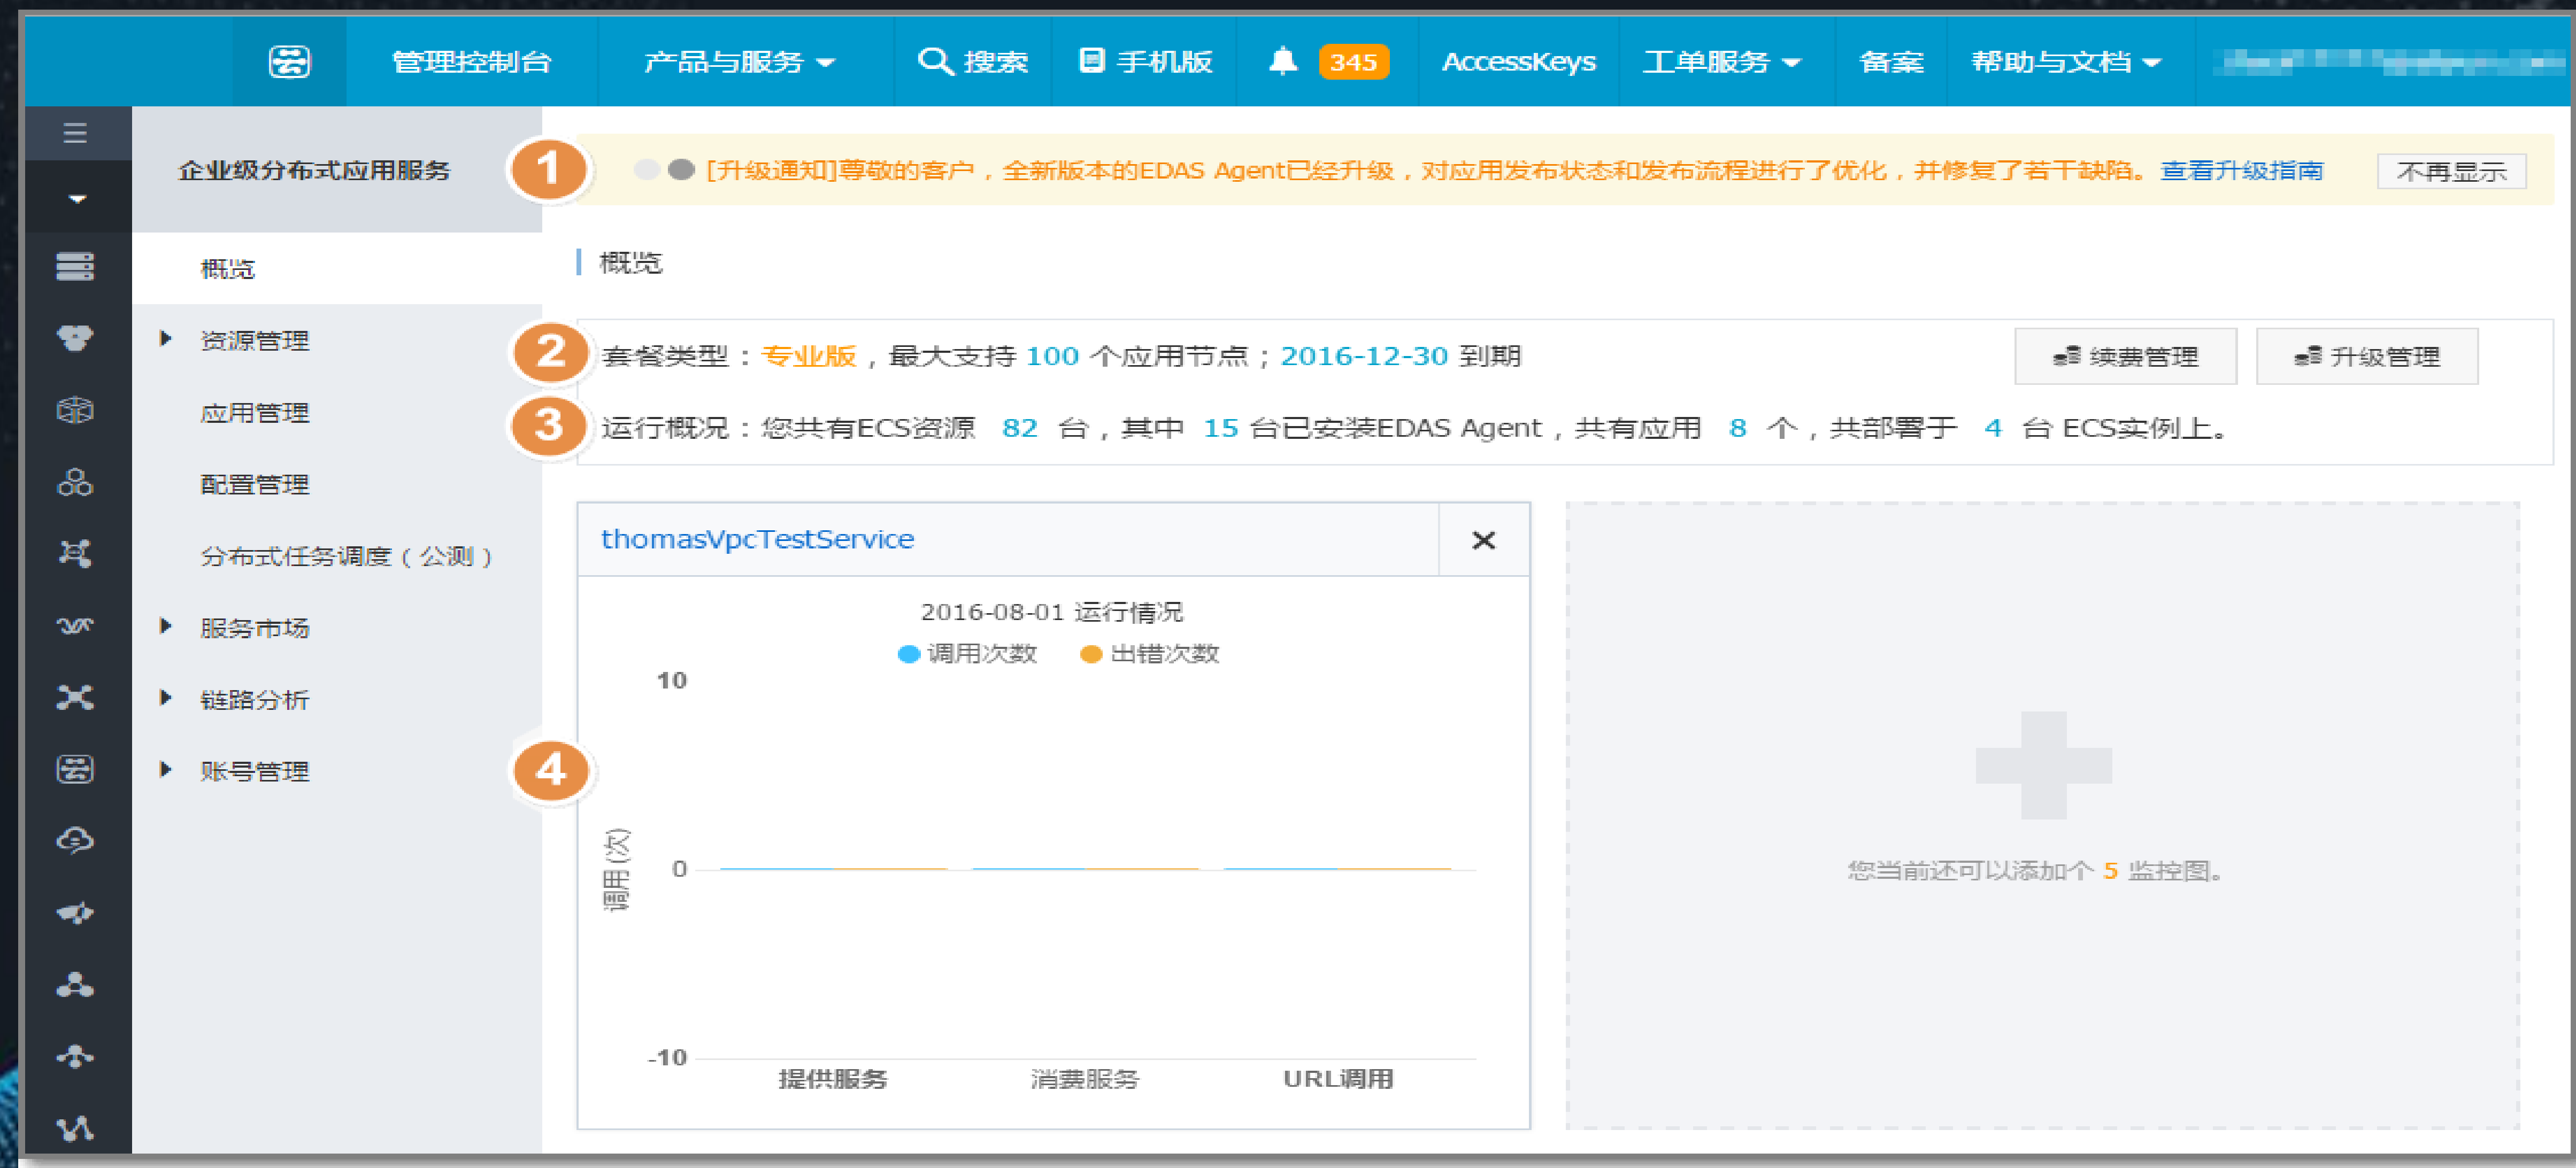 管理控制台 产品与服务 搜索 手机版 345 AccessKeys 工单服务 备案 帮助与文档
企业级分布式应用服务
概览
资源管理
应用管理
配置管理
分布式任务调度（公测）
服务市场
链路分析
账号管理
1 [升级通知]尊敬的客户，全新版本的EDAS Agent已经升级，对应用发布状态和发布流程进行了优化，并修复了若干缺陷。查看升级指南 不再显示
概览
2 套餐类型：专业版，最大支持 100 个应用节点；2016-12-30 到期 续费管理 升级管理
3 运行概况：您共有ECS资源 82 台，其中 15 台已安装EDAS Agent，共有应用 8 个，共部署于 4 台 ECS实例上。
thomasVpcTestService ×
2016-08-01 运行情况
调用次数 出错次数
10
4
调用(次)
0
-10
提供服务 消费服务 URL调用
您当前还可以添加个 5 监控图。